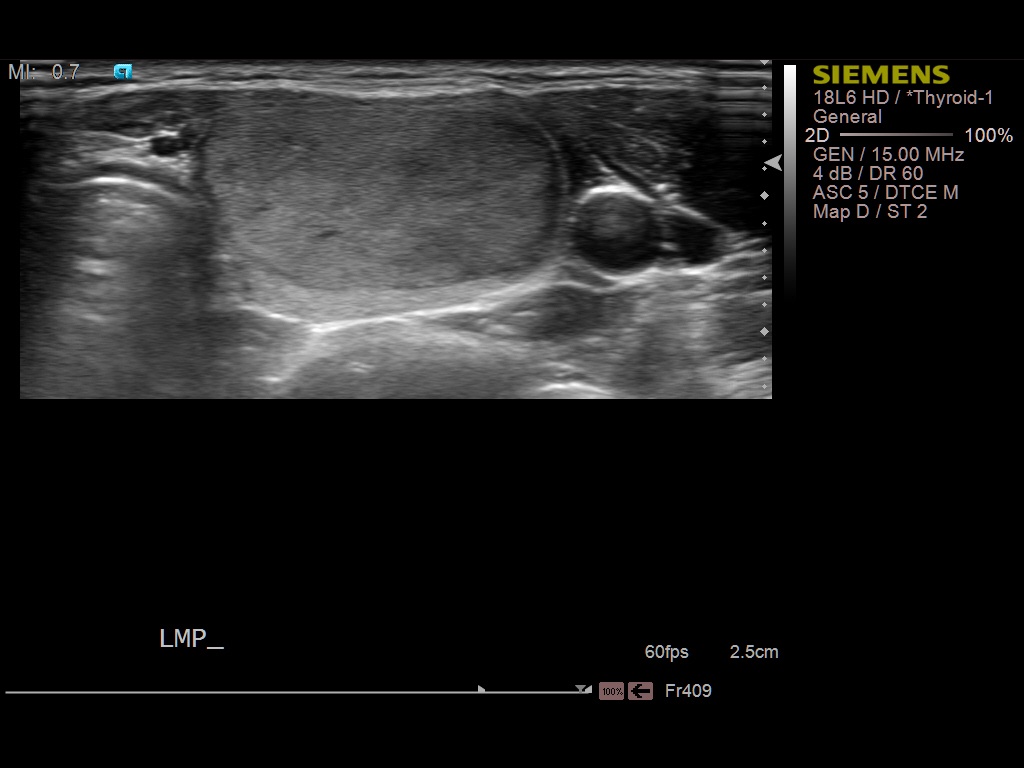 MI: 0.7
SIEMENS
18L6 HD / *Thyroid-1
General
2D 100%
GEN / 15.00 MHz
4 dB / DR 60
ASC 5 / DTCE M
Map D / ST 2
LMP_
60fps 2.5cm
100% Fr409